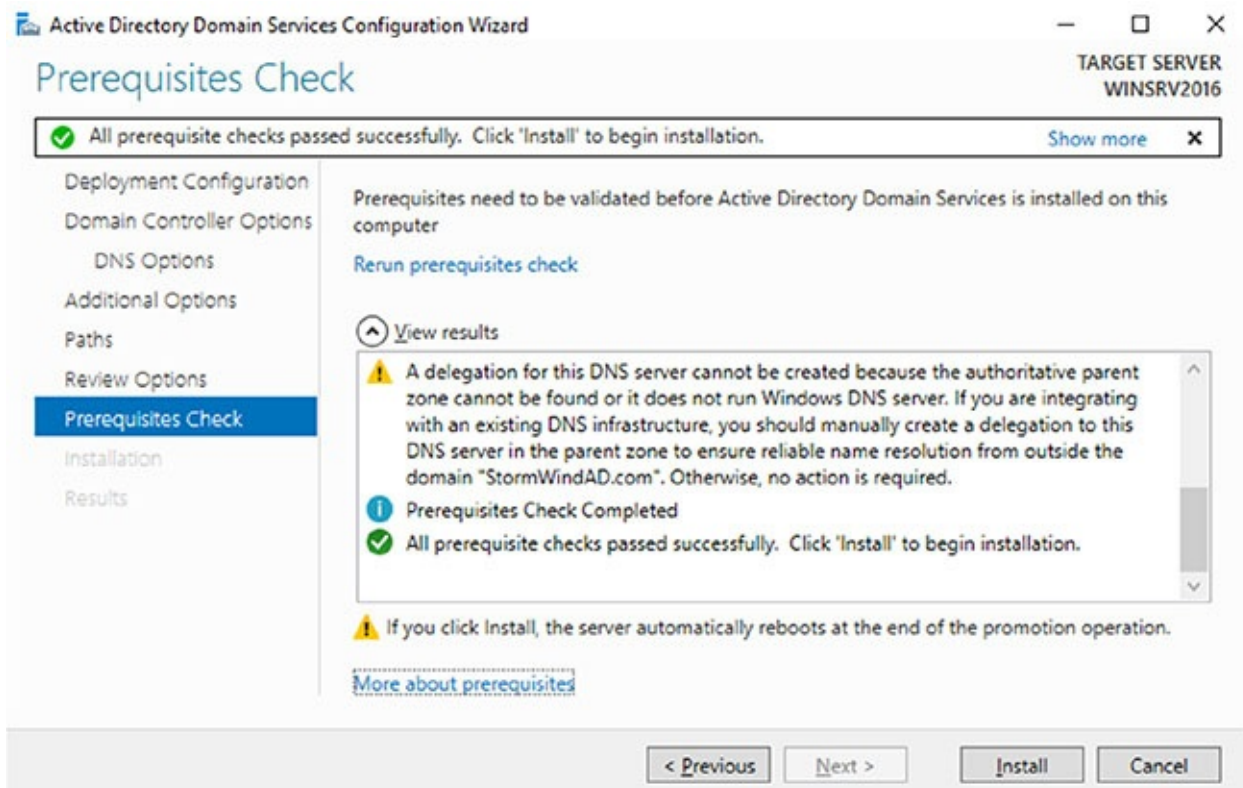 Active Directory Domain Services Configuration Wizard
TARGET SERVER
WINSRV2016
Prerequisites Check
All prerequisite checks passed successfully. Click 'Install' to begin installation.
Show more
Deployment Configuration
Domain Controller Options
DNS Options
Additional Options
Paths
Review Options
Prerequisites Check
Installation
Results
Prerequisites need to be validated before Active Directory Domain Services is installed on this
computer
Rerun prerequisites check
View results
A delegation for this DNS server cannot be created because the authoritative parent
zone cannot be found or it does not run Windows DNS server. If you are integrating
with an existing DNS infrastructure, you should manually create a delegation to this
DNS server in the parent zone to ensure reliable name resolution from outside the
domain "StormWindAD.com". Otherwise, no action is required.
Prerequisites Check Completed
All prerequisite checks passed successfully. Click 'Install' to begin installation.
If you click Install, the server automatically reboots at the end of the promotion operation.
More about prerequisites
< Previous
Next >
Install
Cancel